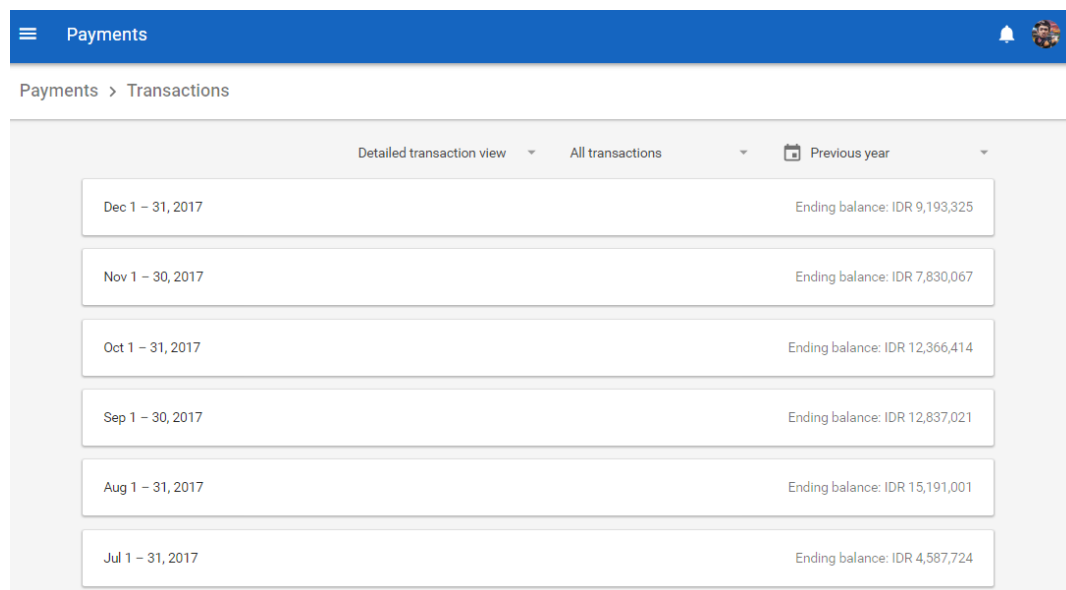 Payments
Payments > Transactions
Detailed transaction view All transactions Previous year
Dec 1 – 31, 2017 Ending balance: IDR 9,193,325
Nov 1 – 30, 2017 Ending balance: IDR 7,830,067
Oct 1 – 31, 2017 Ending balance: IDR 12,366,414
Sep 1 – 30, 2017 Ending balance: IDR 12,837,021
Aug 1 – 31, 2017 Ending balance: IDR 15,191,001
Jul 1 – 31, 2017 Ending balance: IDR 4,587,724